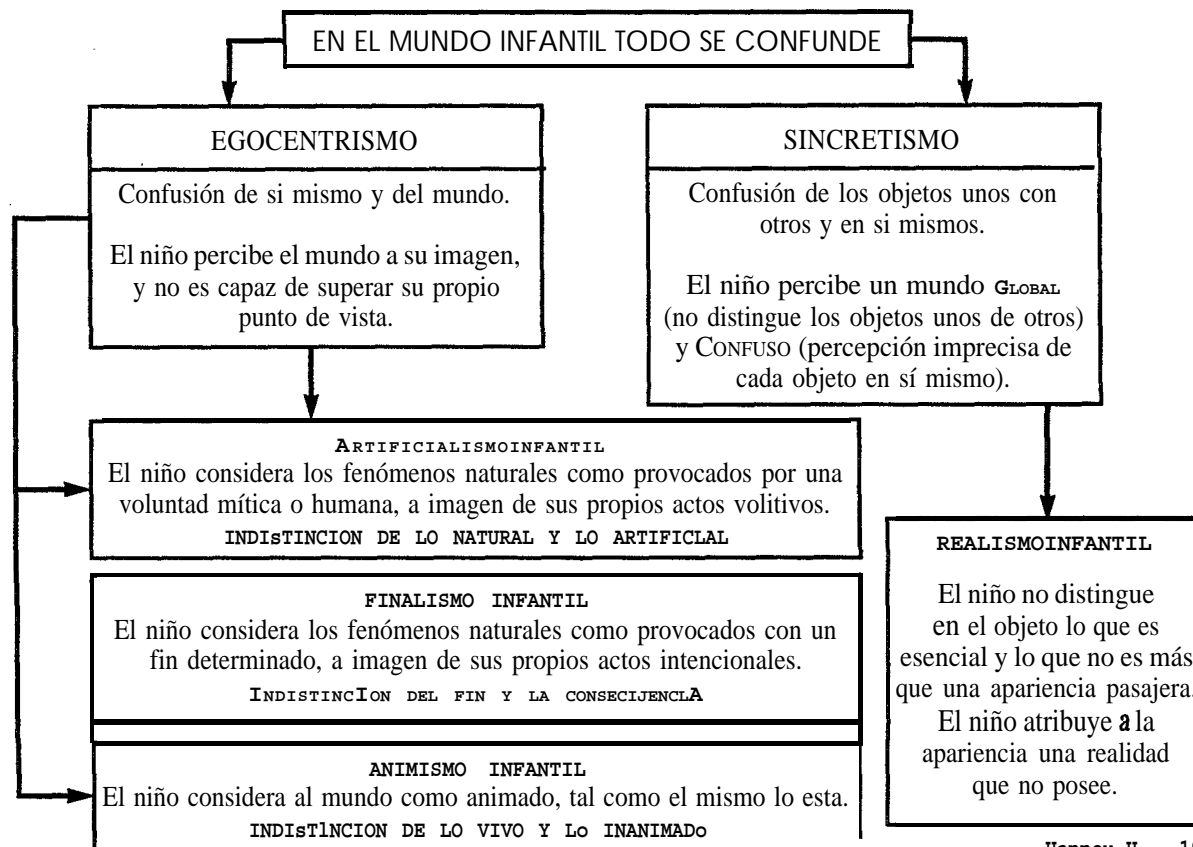 EN EL MUNDO INFANTIL TODO SE CONFUNDE
EGOCENTRISMO
Confusión de si mismo y del mundo.
El niño percibe el mundo a su imagen,
y no es capaz de superar su propio
punto de vista.
SINCRETISMO
Confusión de los objetos unos con
otros y en si mismos.
El niño percibe un mundo GLOBAL
(no distingue los objetos unos de otros)
y CONFUSO (percepción imprecisa de
cada objeto en sí mismo).
ARTIFICIALISMOINFANTIL
El niño considera los fenómenos naturales como provocados por una
voluntad mítica o humana, a imagen de sus propios actos volitivos.
INDIsTINCION DE LO NATURAL Y LO ARTIFICLAL
FINALISMO INFANTIL
El niño considera los fenómenos naturales como provocados con un
fin determinado, a imagen de sus propios actos intencionales.
INDISTINCION DEL FIN Y LA CONSECIJENCLA
ANIMISMO INFANTIL
El niño considera al mundo como animado, tal como el mismo lo esta.
INDIsTlNCION DE LO VIVO Y Lo INANIMADo
REALISMOINFANTIL
El niño no distingue
en el objeto lo que es
esencial y lo que no es más
que una apariencia pasajera.
El niño atribuye a la
apariencia una realidad
que no posee.